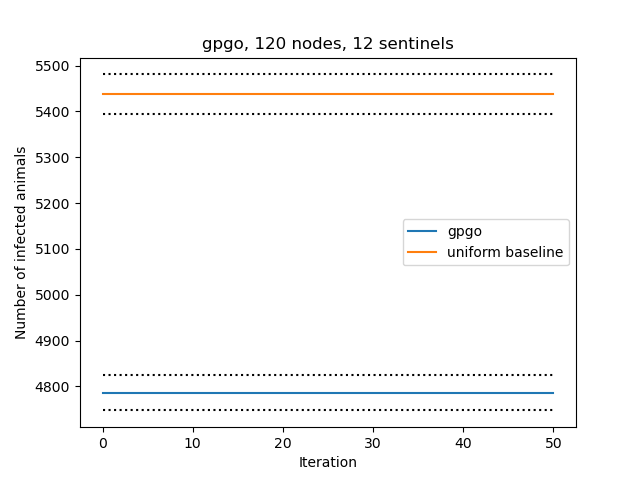 gpgo, 120 nodes, 12 sentinels
5500
5400
5300
5200
5100
5000
4900
4800
Number of infected animals
gpgo
uniform baseline
0 10 20 30 40 50
Iteration